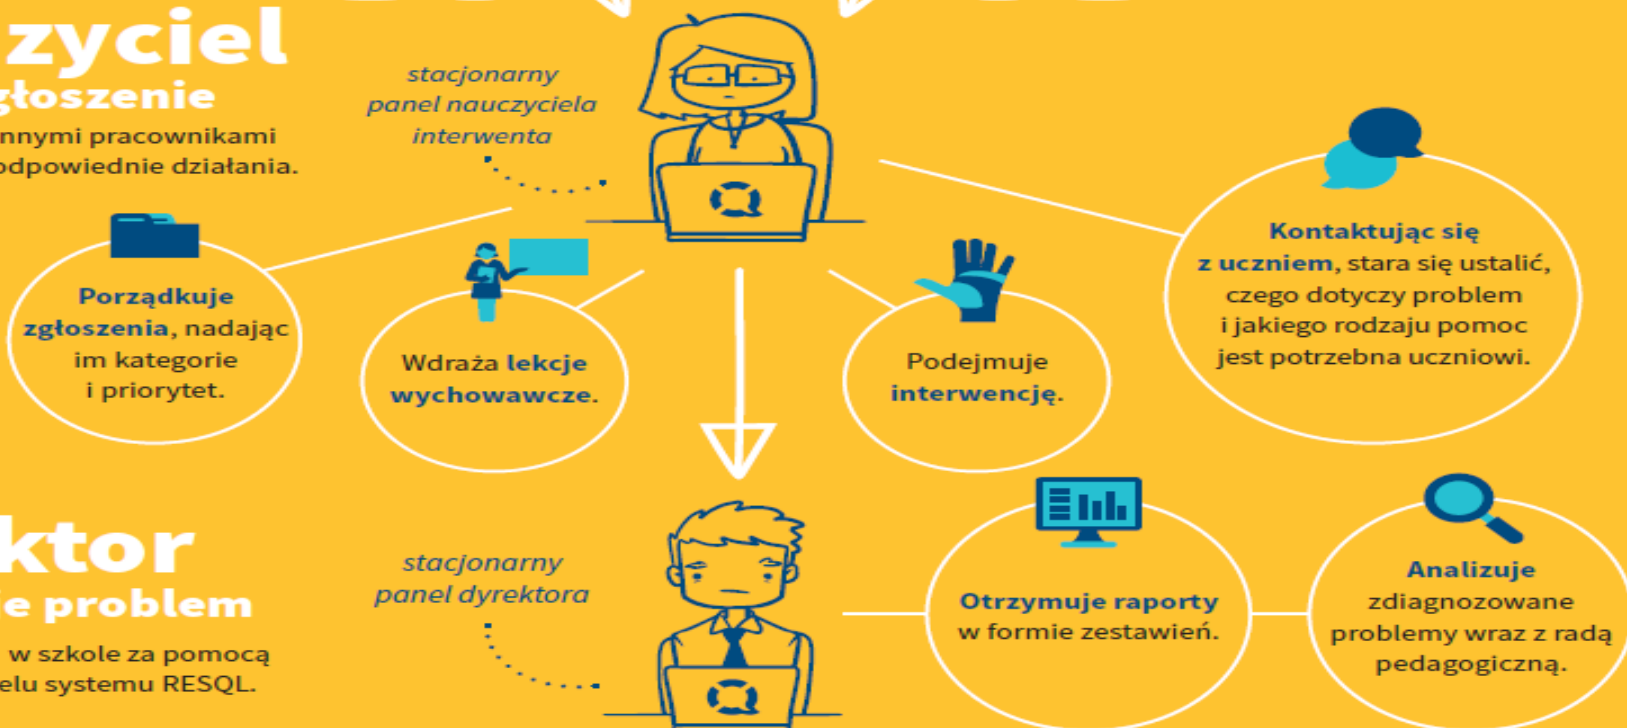 zyciel
głoszenie
nnymi pracownikami
odpowiednie działania.
stacjonarny
panel nauczyciela
interwenta
Porządkuje
zgłoszenia, nadając
im kategorie
i priorytet.
Wdraża lekcje
wychowawcze.
Podejmuje
interwencję.
Kontaktując się
z uczniem, stara się ustalić,
czego dotyczy problem
i jakiego rodzaju pomoc
jest potrzebna uczniowi.
ktor
e problem
w szkole za pomocą
elu systemu RESQL.
stacjonarny
panel dyrektora
Otrzymuje raporty
w formie zestawień.
Analizuje
zdiagnozowane
problemy wraz z radą
pedagogiczną.